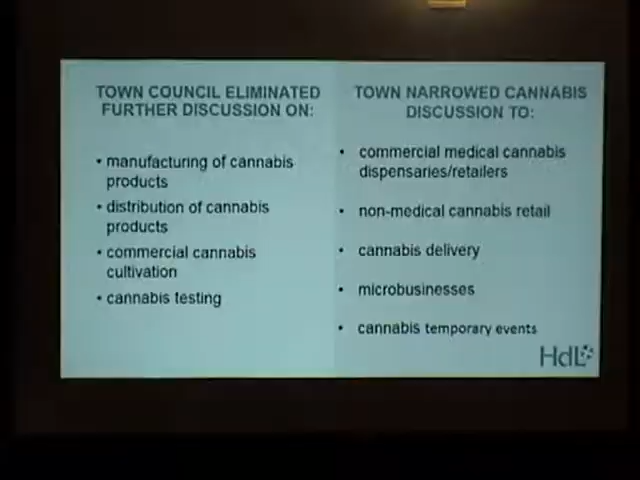 TOWN COUNCIL ELIMINATED
FURTHER DISCUSSION ON:
• manufacturing of cannabis
products
• distribution of cannabis
products
• commercial cannabis
cultivation
• cannabis testing
TOWN NARROWED CANNABIS
DISCUSSION TO:
• commercial medical cannabis
dispensaries/retailers
• non-medical cannabis retail
• cannabis delivery
• microbusinesses
• cannabis temporary events
HdL